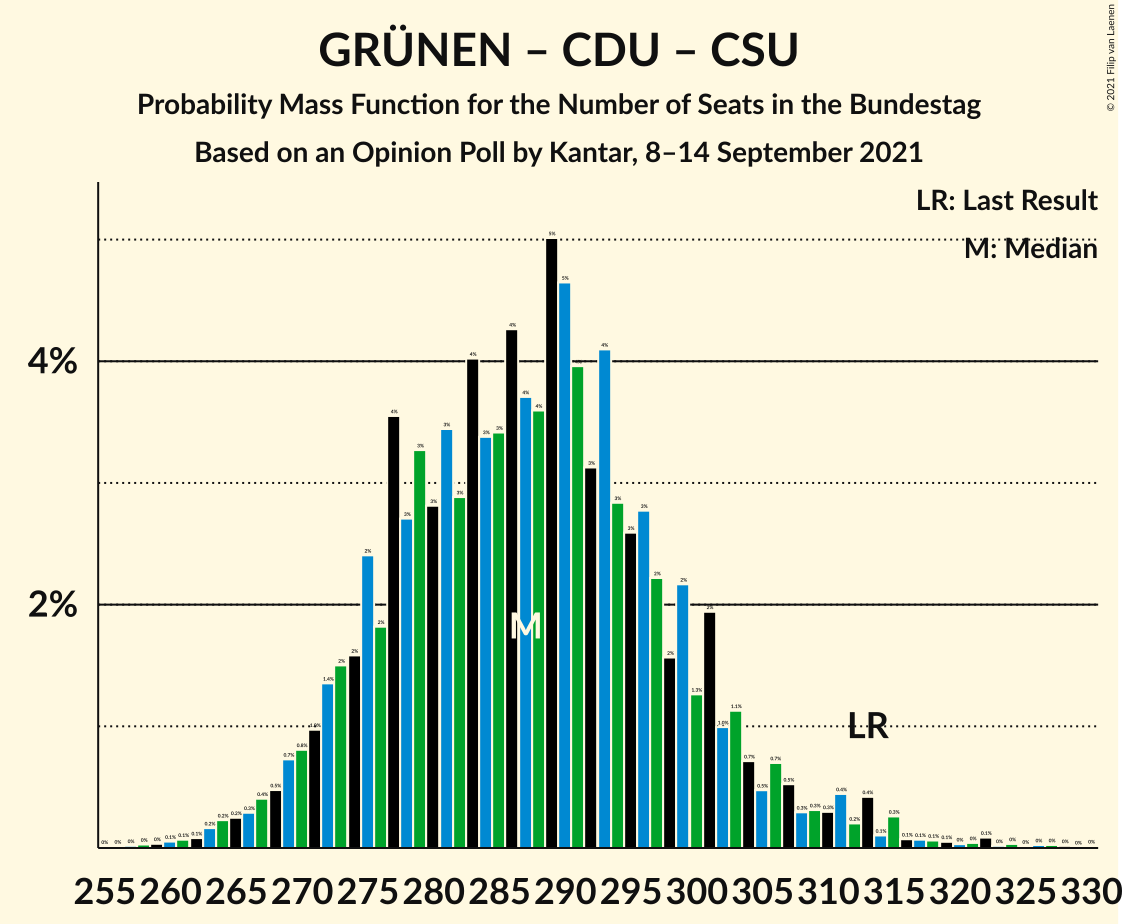 GRÜNEN – CDU – CSU
Probability Mass Function for the Number of Seats in the Bundestag
Based on an Opinion Poll by Kantar, 8–14 September 2021
© 2021 Filip van Laenen
LR: Last Result
M: Median
4%
2%
M
LR
255 260 265 270 275 280 285 290 295 300 305 310 315 320 325 330